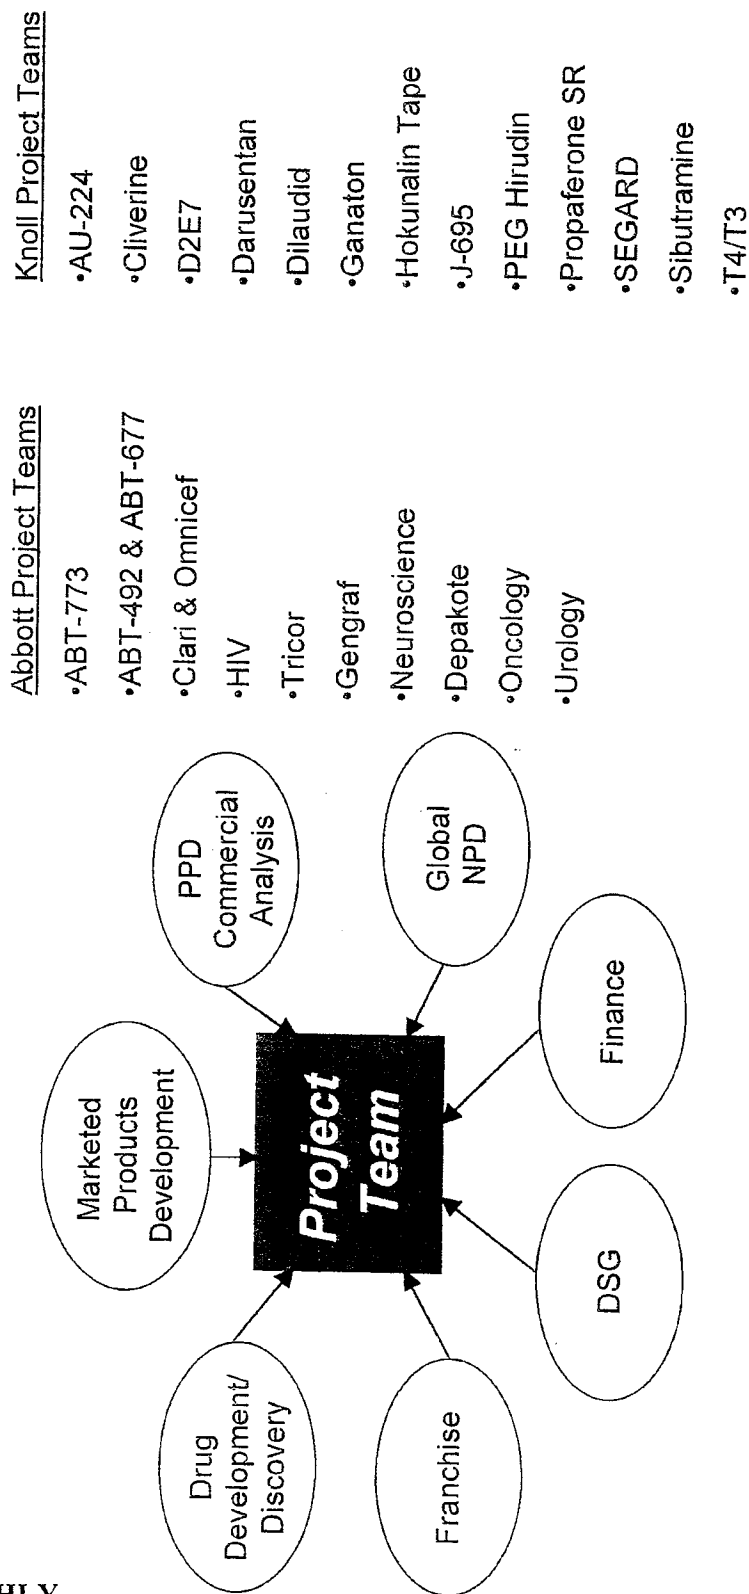 Marketed
Products
Development
Drug
Development/
Discovery
PPD
Commercial
Analysis
Project
Team
Franchise
Global
NPD
DSG
Finance
Abbott Project Teams
•ABT-773
•ABT-492 & ABT-677
•Clari & Omnicef
•HIV
•Tricor
•Gengraf
•Neuroscience
•Depakote
•Oncology
•Urology
Knoll Project Teams
•AU-224
•Cliverine
•D2E7
•Darusentan
•Dilaudid
•Ganaton
•Hokunalin Tape
•J-695
•PEG Hirudin
•Propaferone SR
•SEGARD
•Sibutramine
•T4/T3